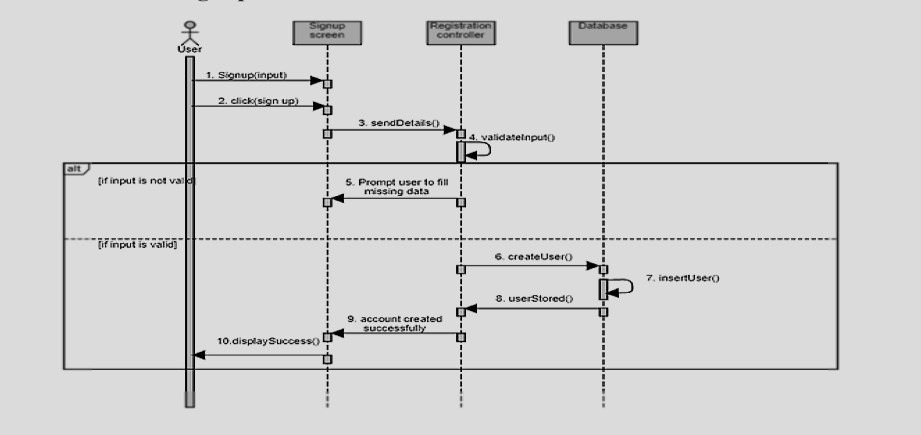 Signup
screen
Registration
controller
Database
User
1. Signup(input)
2. click(sign up)
3. sendDetails()
4. validateInput()
alt
[if input is not valid]
5. Prompt user to fill
missing data
[if input is valid]
6. createUser()
7. insertUser()
8. userStored()
9. account created
successfully
10.displaySuccess()